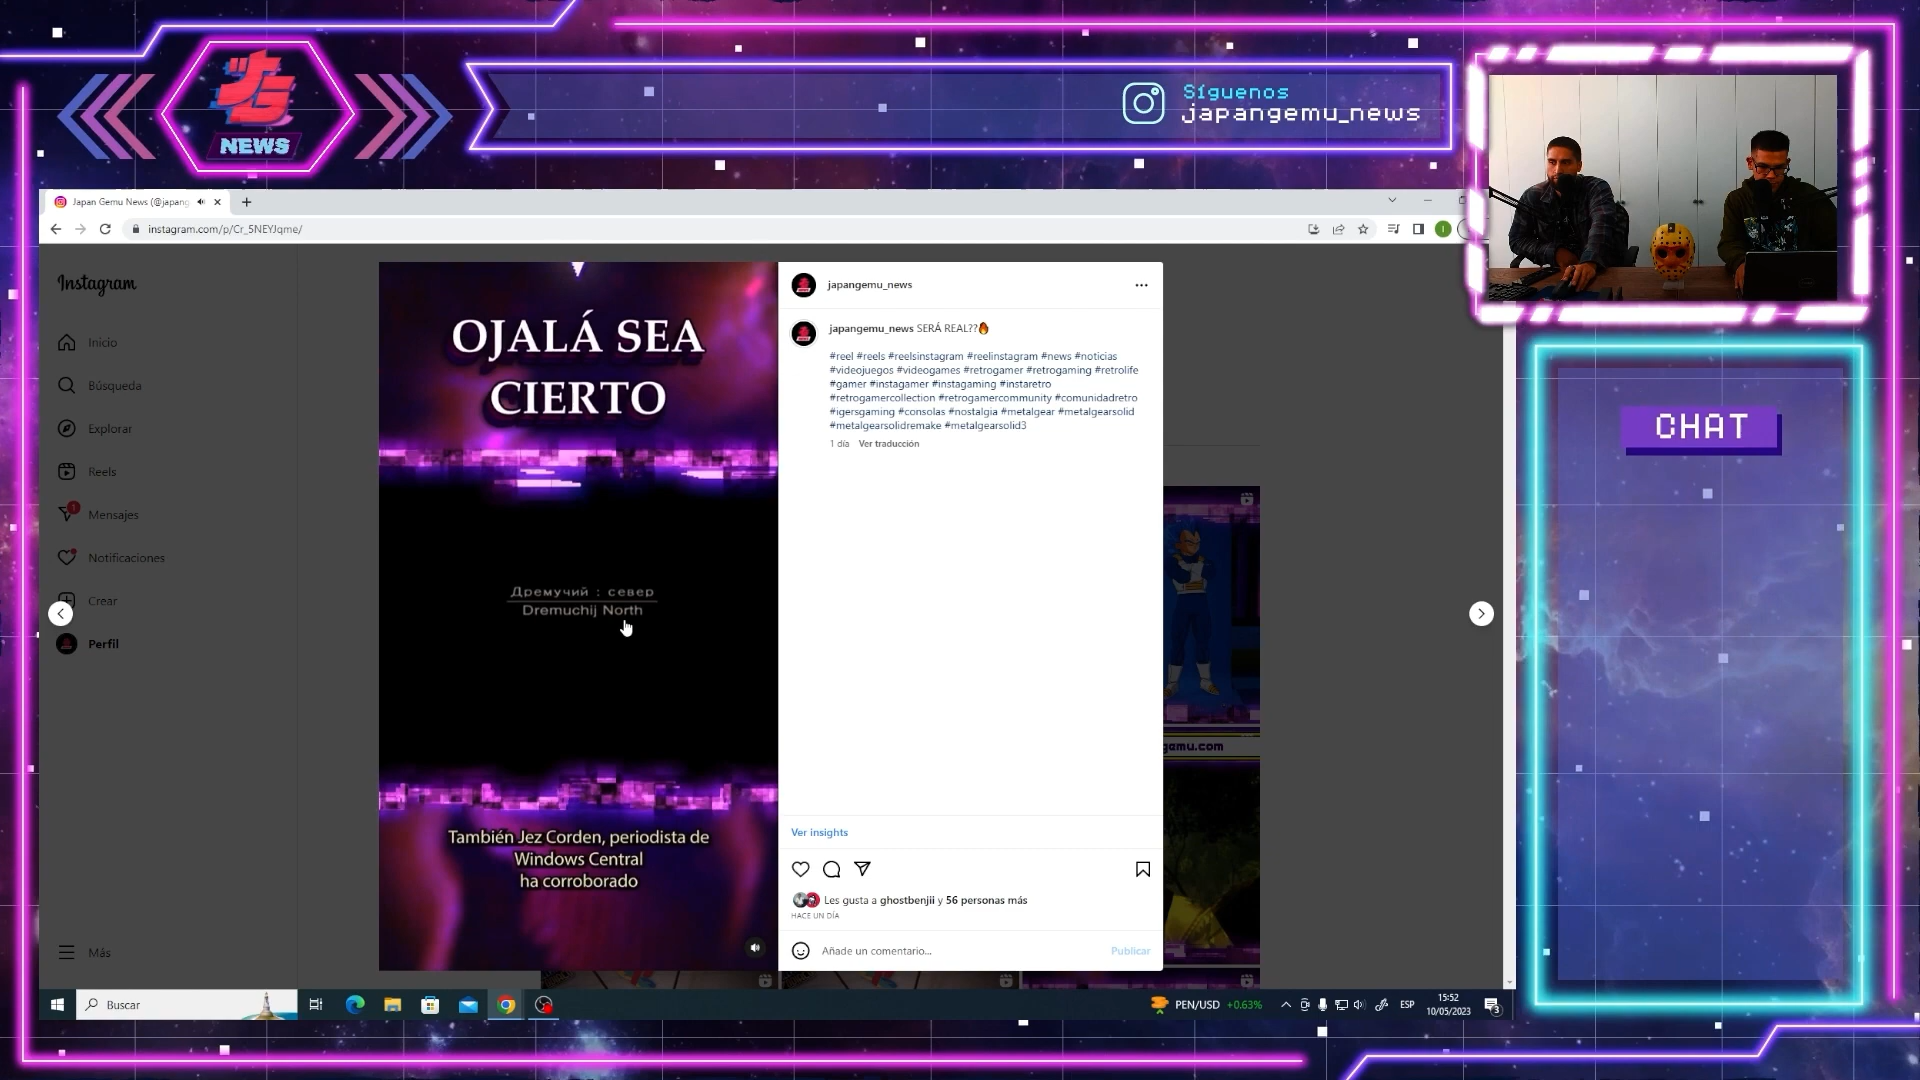 NEWS
Síguenos
japangemu_news
Japan Gemu News (@japang
instagram.com/p/Cr_5NEYJqme/
Instagram
Inicio
Búsqueda
Explorar
Reels
1
Mensajes
Notificaciones
Crear
Perfil
Más
OJALÁ SEA
CIERTO
Дремучий : север
Dremuchij North
También Jez Corden, periodista de
Windows Central
ha corroborado
japangemu_news
japangemu_news SERÁ REAL??🔥
#reel #reels #reelsinstagram #reelinstagram #news #noticias
#videojuegos #videogames #retrogamer #retrogaming #retrolife
#gamer #instagamer #instagaming #instaretro
#retrogamercollection #retrogamercommunity #comunidadretro
#igersgaming #consolas #nostalgia #metalgear #metalgearsolid
#metalgearsolidremake #metalgearsolid3
1 día Ver traducción
Ver insights
Les gusta a ghostbenjii y 56 personas más
HACE UN DÍA
Añade un comentario...
Publicar
gamu.com
CHAT
Buscar
PEN/USD +0.63%
ESP
15:52
10/05/2023
3